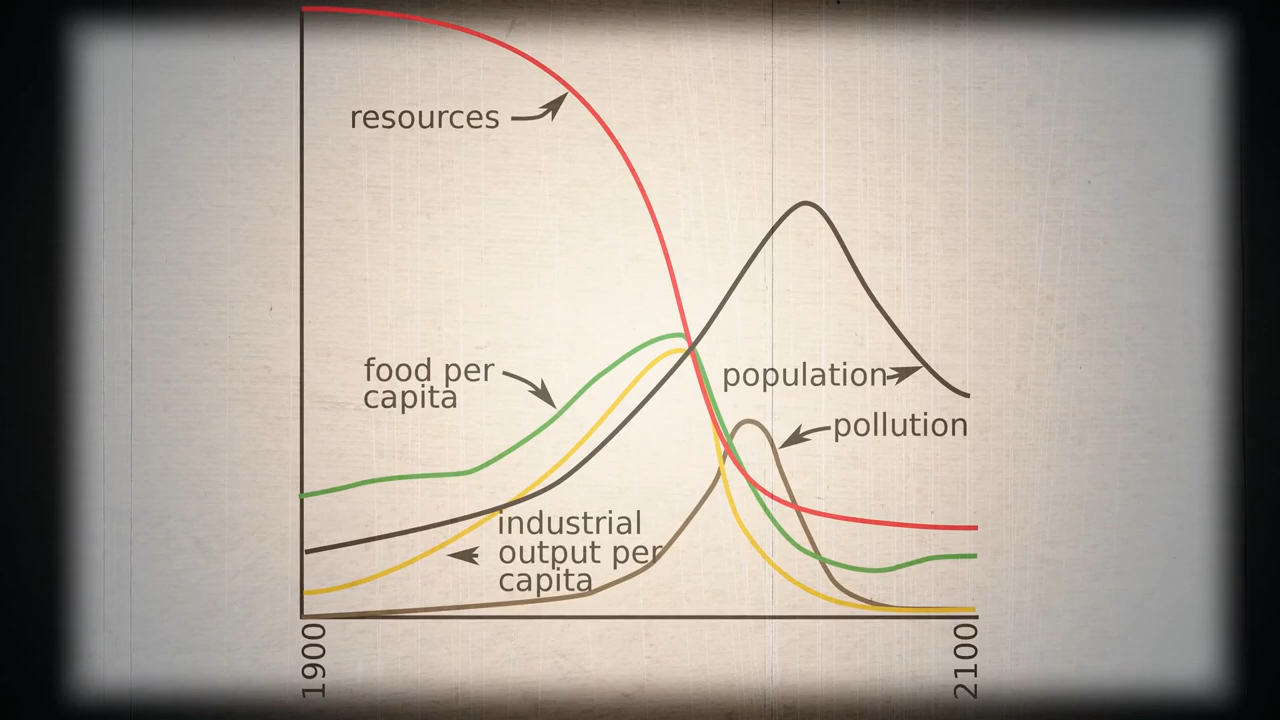 resources
food per
capita
population
pollution
industrial
output per
capita
1900
2100